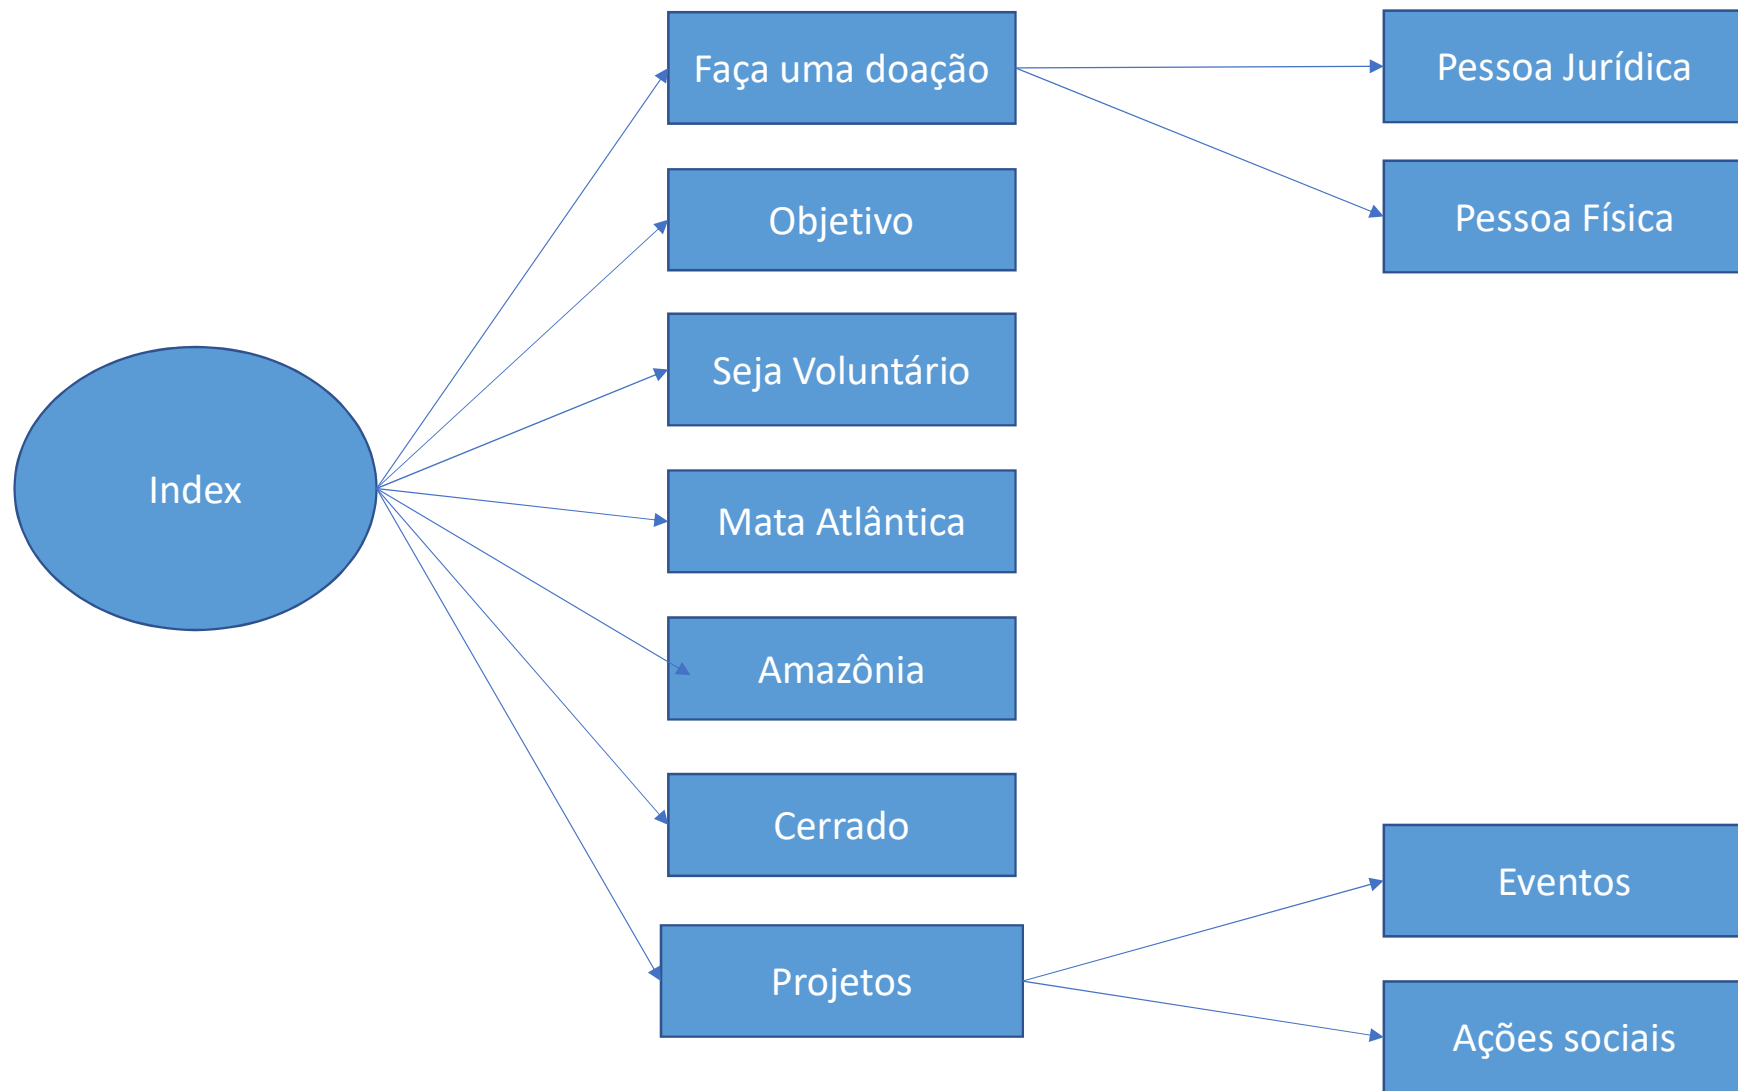 Faça uma doação
Pessoa Jurídica
Objetivo
Pessoa Física
Seja Voluntário
Index
Mata Atlântica
Amazônia
Cerrado
Eventos
Projetos
Ações sociais